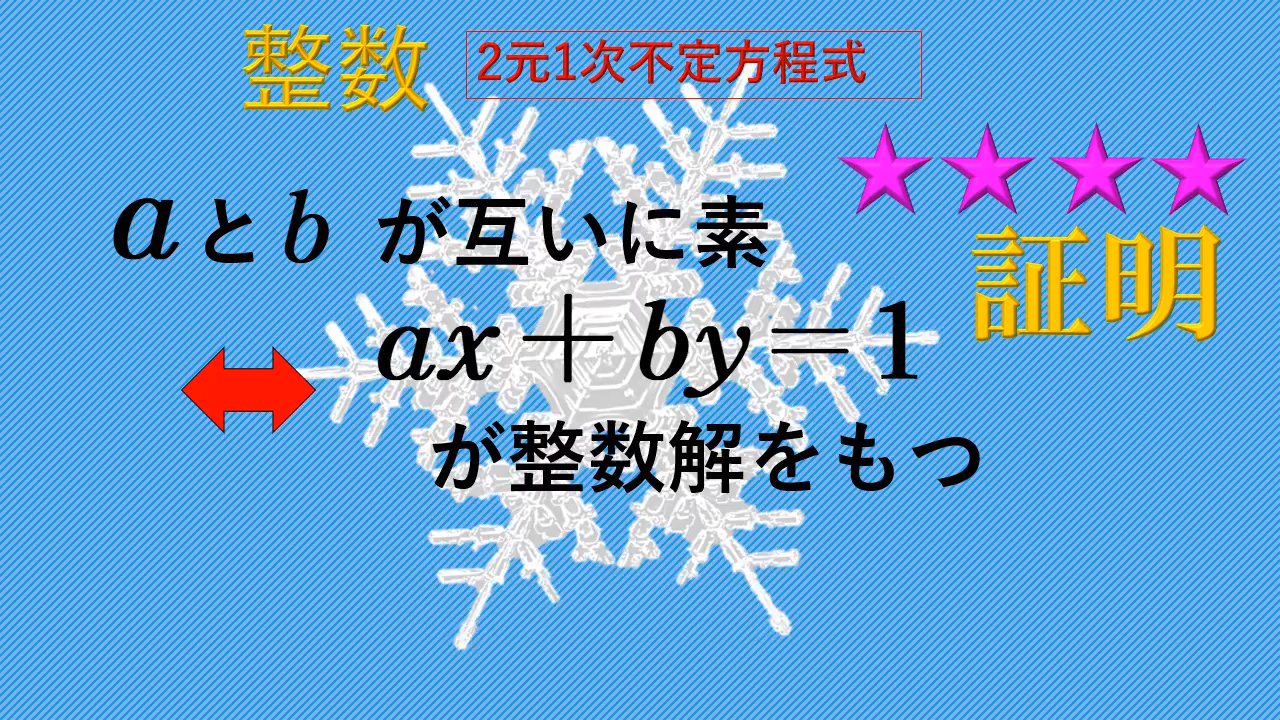 整数
2元1次不定方程式
aとb が互いに素
証明
ax＋by＝1
が整数解をもつ